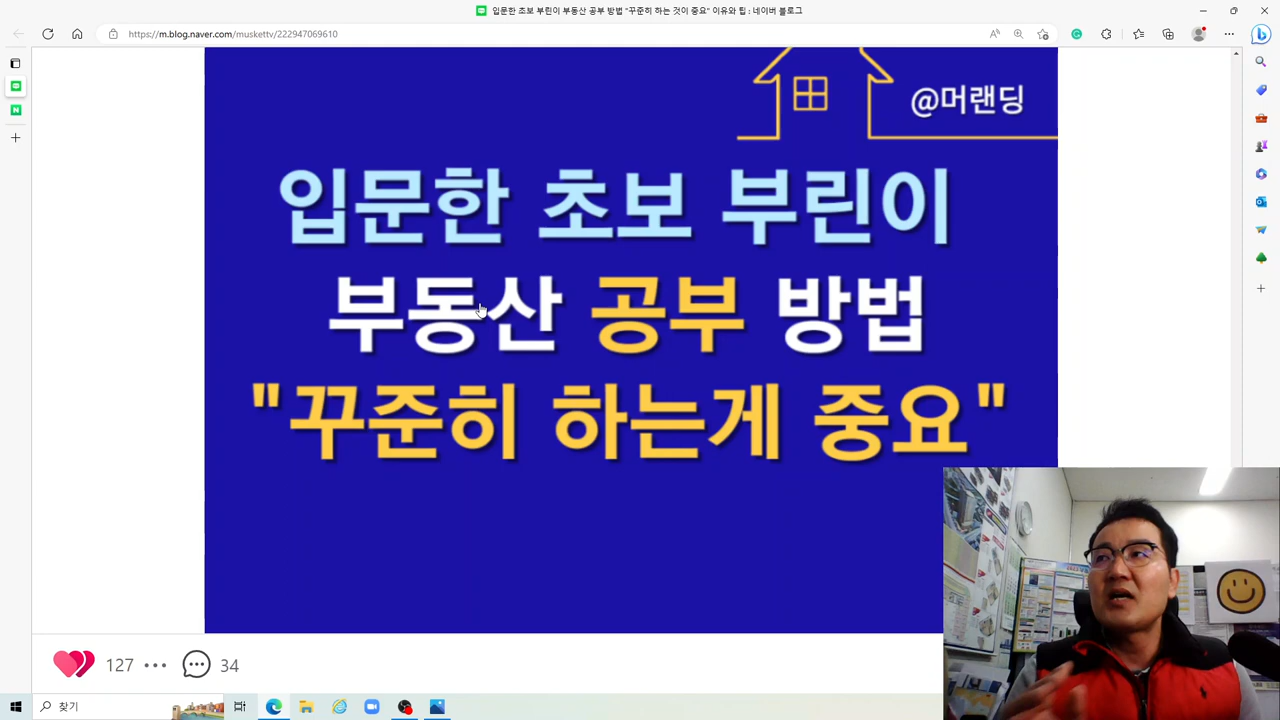 입문한 초보 부린이 부동산 공부 방법 "꾸준히 하는 것이 중요" 이유와 팁 : 네이버 블로그
https://m.blog.naver.com/muskettv/222947069610
@머랜딩
입문한 초보 부린이
부동산 공부 방법
"꾸준히 하는게 중요"
127
34
찾기